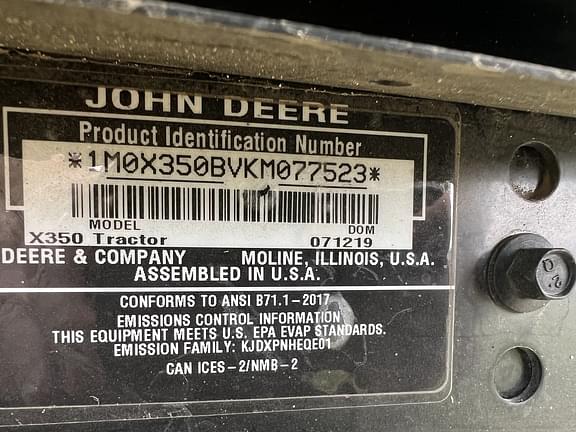 JOHN DEERE
Product Identification Number
*1M0X350BVKM077523*
MODEL DOM
X350 Tractor 071219
DEERE & COMPANY MOLINE, ILLINOIS, U.S.A.
ASSEMBLED IN U.S.A.
CONFORMS TO ANSI B71.1-2017
EMISSIONS CONTROL INFORMATION
THIS EQUIPMENT MEETS U.S. EPA EVAP STANDARDS.
EMISSION FAMILY: KJDXPNHEQE01
CAN ICES-2/NMB-2